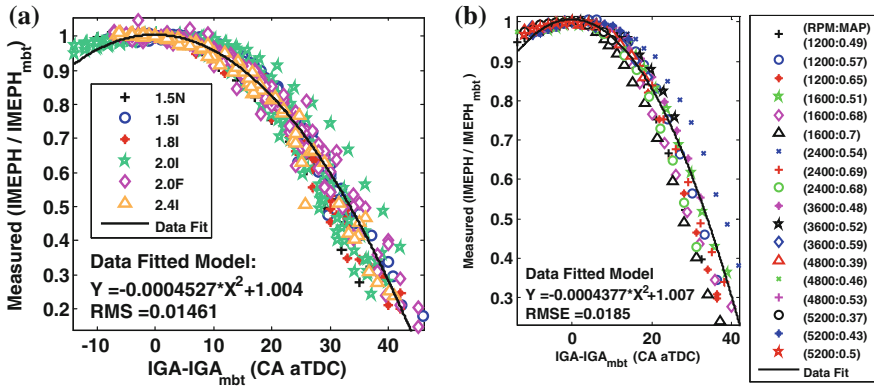 (a)
Measured (IMEPH / IMEPH_mbt)
1
0.9
0.8
0.7
0.6
0.5
0.4
0.3
0.2
1.5N
1.5I
1.8I
2.0I
2.0F
2.4I
Data Fit
Data Fitted Model:
Y =-0.0004527*X²+1.004
RMS =0.01461
-10 0 10 20 30 40
IGA-IGA_mbt (CA aTDC)
(b)
Measured (IMEPH / IMEPH_mbt)
1
0.9
0.8
0.7
0.6
0.5
0.4
0.3
Data Fitted Model
Y =-0.0004377*X²+1.007
RMSE =0.0185
0 20 40
IGA-IGA_mbt (CA aTDC)
(RPM:MAP)
(1200:0.49)
(1200:0.57)
(1200:0.65)
(1600:0.51)
(1600:0.68)
(1600:0.7)
(2400:0.54)
(2400:0.69)
(2400:0.68)
(3600:0.48)
(3600:0.52)
(3600:0.59)
(4800:0.39)
(4800:0.46)
(4800:0.53)
(5200:0.37)
(5200:0.43)
(5200:0.5)
Data Fit